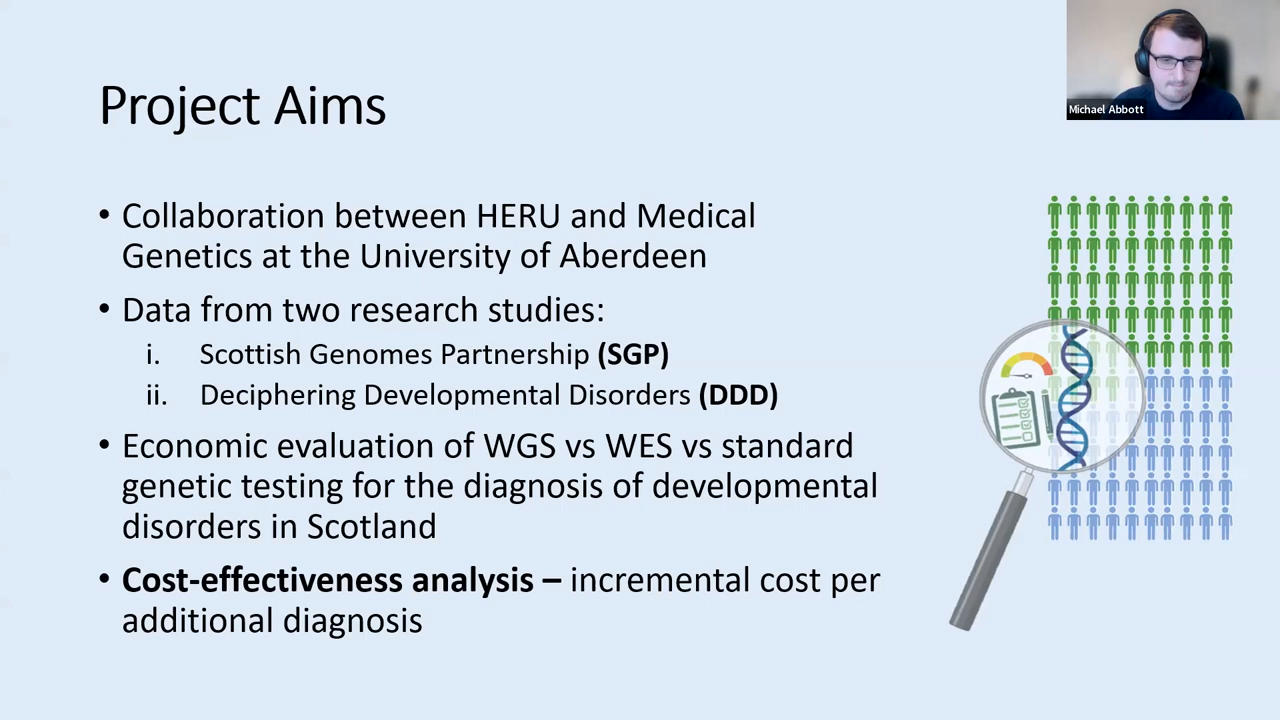 Project Aims
Michael Abbott
• Collaboration between HERU and Medical
Genetics at the University of Aberdeen
• Data from two research studies:
i. Scottish Genomes Partnership (SGP)
ii. Deciphering Developmental Disorders (DDD)
• Economic evaluation of WGS vs WES vs standard
genetic testing for the diagnosis of developmental
disorders in Scotland
• Cost-effectiveness analysis – incremental cost per
additional diagnosis